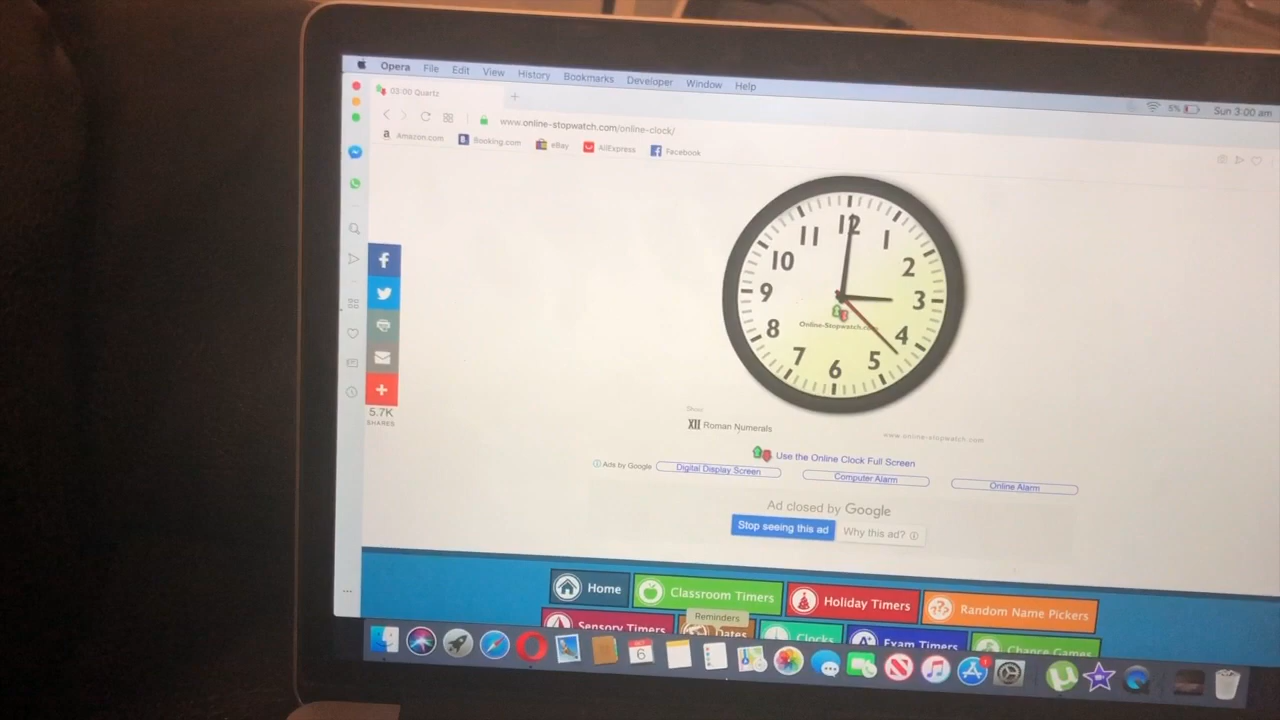 Opera File Edit View History Bookmarks Developer Window Help
5% Sun 3:00 am
03:00 Quartz
www.online-stopwatch.com/online-clock/
Amazon.com Booking.com eBay AliExpress Facebook
12
11 1
10 2
9 3
8 4
7 5
6
Online-Stopwatch.com
5.7K
SHARES
XII Roman Numerals
www.online-stopwatch.com
Use the Online Clock Full Screen
Ads by Google Digital Display Screen Computer Alarm Online Alarm
Ad closed by Google
Stop seeing this ad Why this ad?
Home Classroom Timers Holiday Timers Random Name Pickers
Sensory Timers Dates Clocks Exam Timers Chance Games
Reminders
6